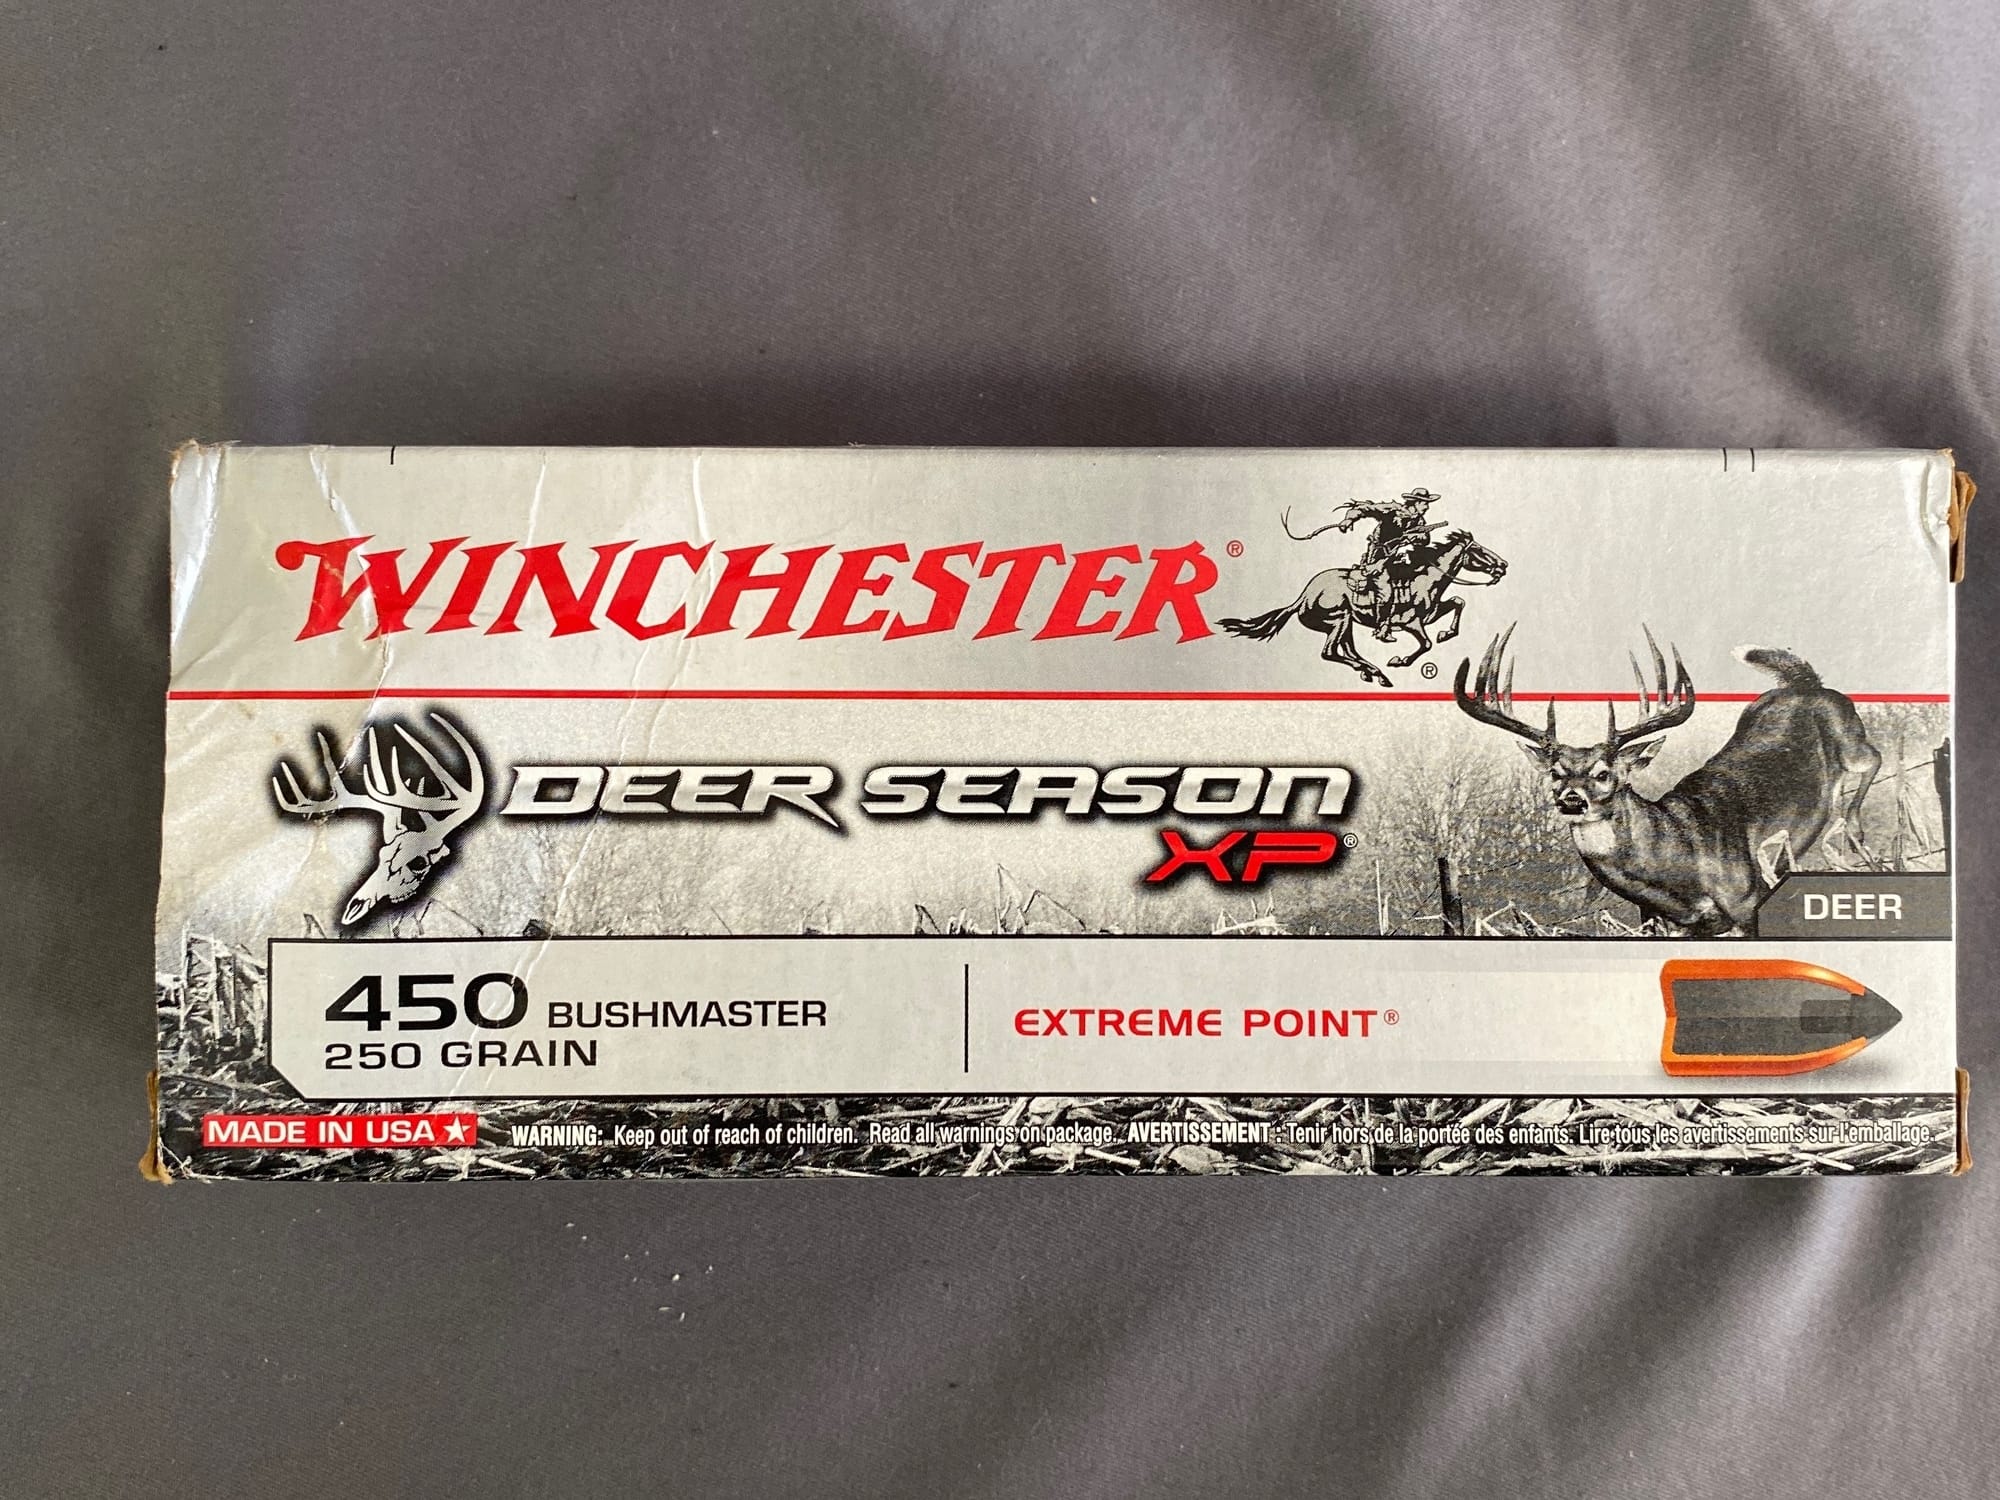 WINCHESTER®
®
DEER SEASON
XP®
DEER
450 BUSHMASTER
250 GRAIN
EXTREME POINT®
MADE IN USA
WARNING: Keep out of reach of children. Read all warnings on package. AVERTISSEMENT : Tenir hors de la portée des enfants. Lire tous les avertissements sur l'emballage.